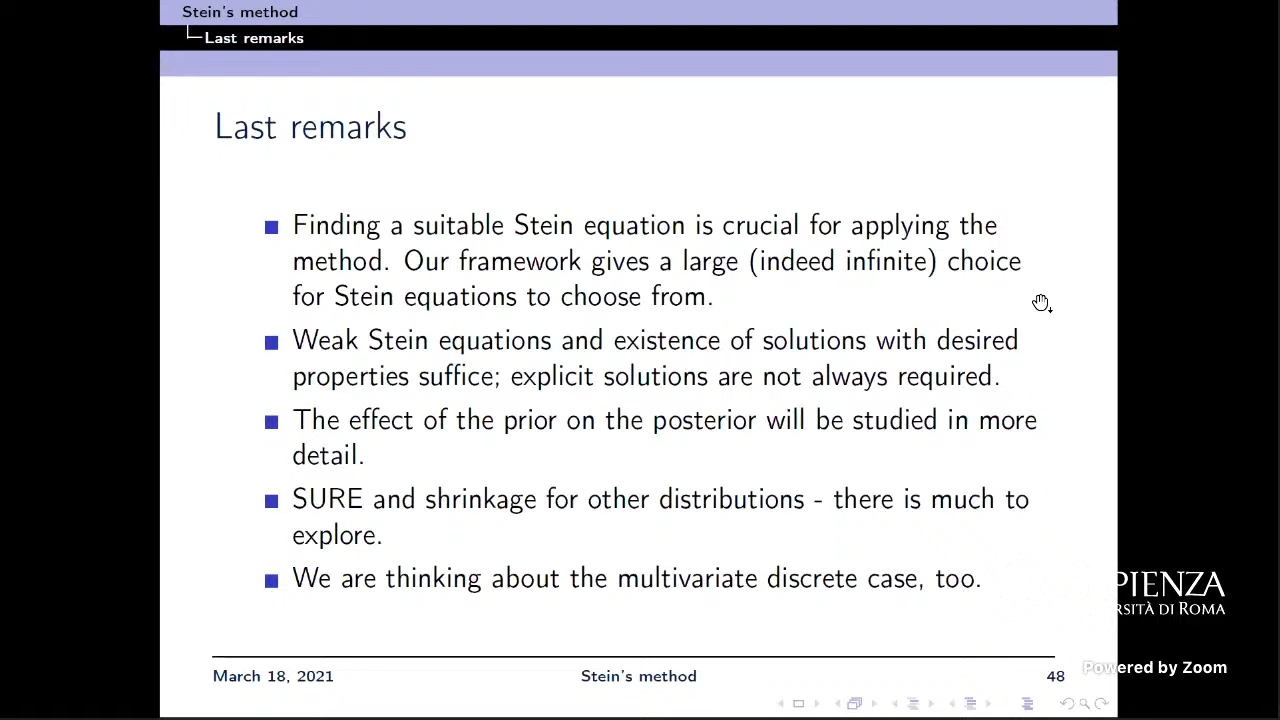 Stein's method
Last remarks
Last remarks
Finding a suitable Stein equation is crucial for applying the
method. Our framework gives a large (indeed infinite) choice
for Stein equations to choose from.
Weak Stein equations and existence of solutions with desired
properties suffice; explicit solutions are not always required.
The effect of the prior on the posterior will be studied in more
detail.
SURE and shrinkage for other distributions - there is much to
explore.
We are thinking about the multivariate discrete case, too.
PIENZA
RSITÀ DI ROMA
Powered by Zoom
March 18, 2021
Stein's method
48